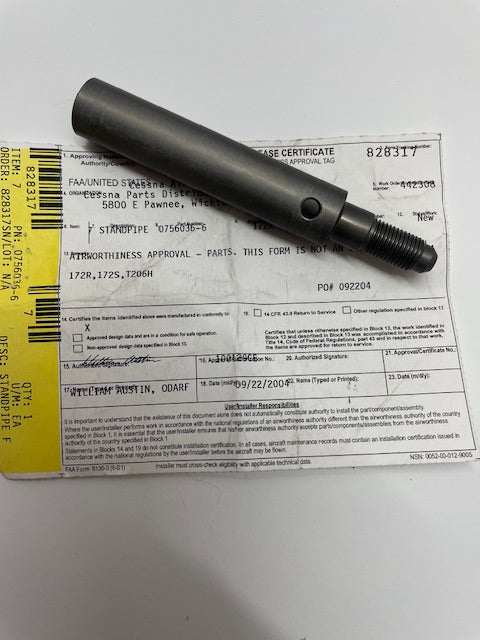 828317
ITEM: 7
ORDER: 828317SN/LOT: N/A
PN: 0756036-6
7
QTY: 1
U/M: EA
DESC: STANDPIPE F
1. Approving
Authority/Country:
EASE CERTIFICATE
ESS APPROVAL TAG
828317
FAA/UNITED STATES
Cessna
Cessna Parts Distri
5800 E Pawnee, Wichi
5. Work Order
442308
12. Status/Work:
New
7 STANDPIPE 0756036-6
13.
AIRWORTHINESS APPROVAL - PARTS. THIS FORM IS NOT AN
172R,172S,T206H
PO# 092204
14. Certifies the items identified above were manufactured in conformity to:
X
Approved design data and are in a condition for safe operation.
Non-approved design data specified in Block 13.
19. 14 CFR 43.9 Return to Service
Other regulation specified in block 13
Certifies that unless otherwise specified in Block 13, the work identified in
Block 12 and described in Block 13 was accomplished in accordance with
Title 14, Code of Federal Regulations, part 43 and in respect to that work,
the items are approved for return to service.
15. Authorized Signature:
20. Authorized Signature:
21. Approval/Certificate No.:
WILLIAM AUSTIN, ODARF
18. Date (m/d/y):
09/22/2004
22. Name (Typed or Printed):
23. Date (m/d/y):
User/Installer Responsibilities
It is important to understand that the existence of this document alone does not automatically constitute authority to install the part/component/assembly.
Where the user/installer performs work in accordance with the national regulations of an airworthiness authority different than the airworthiness authority of the country
specified in Block 1, it is essential that the user/installer ensures that his/her airworthiness authority accepts parts/components/assemblies from the airworthiness
authority of the country specified in Block 1
Statements in Blocks 14 and 19 do not constitute installation certification. In all cases, aircraft maintenance records must contain an installation certification issued in
accordance with the national regulations by the user/installer before the aircraft may be flown.
FAA Form 8130-3 (6-01)
Installer must cross-check eligibility with applicable technical data.
NSN: 0052-00-012-9005